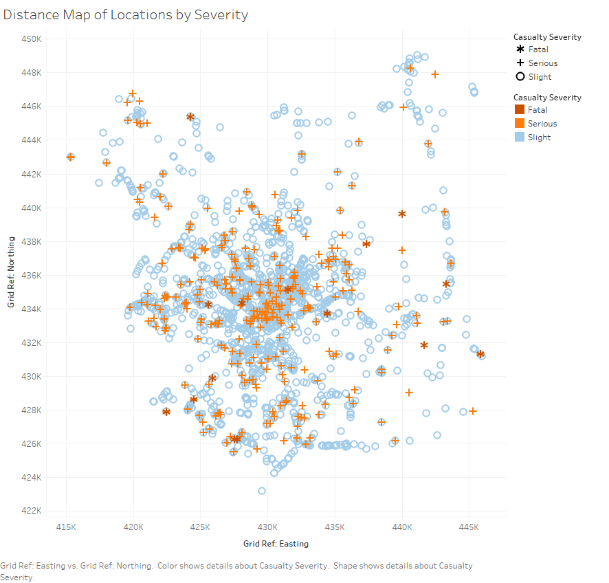 Distance Map of Locations by Severity
450K
448K
446K
444K
442K
440K
438K
436K
434K
432K
430K
428K
426K
424K
422K
Grid Ref: Northing
415K 420K 425K 430K 435K 440K 445K
Grid Ref: Easting
Casualty Severity
Fatal
Serious
Slight
Casualty Severity
Fatal
Serious
Slight
Grid Ref: Easting vs. Grid Ref: Northing. Color shows details about Casualty Severity. Shape shows details about Casualty
Severity.